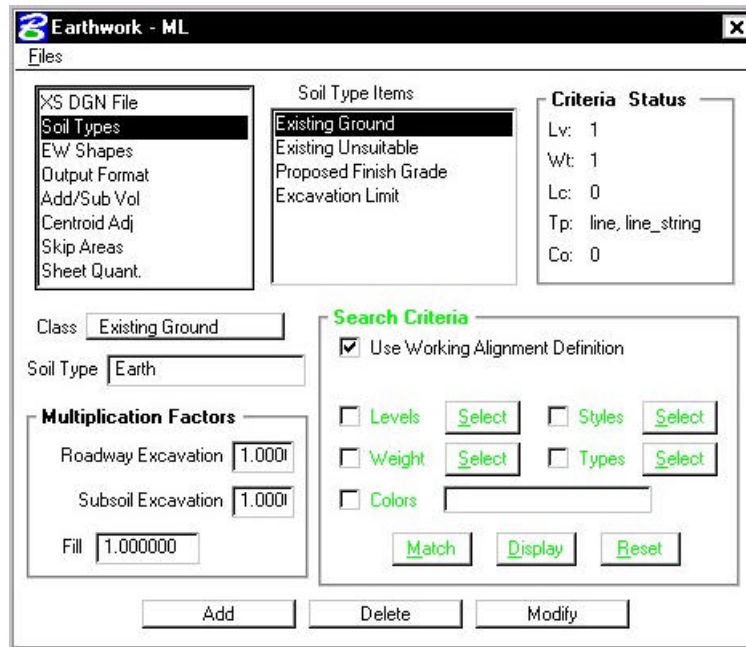 Earthwork - ML
Files
XS DGN File
Soil Types
EW Shapes
Output Format
Add/Sub Vol
Centroid Adj
Skip Areas
Sheet Quant.
Soil Type Items
Existing Ground
Existing Unsuitable
Proposed Finish Grade
Excavation Limit
Criteria Status
Lv: 1
Wt: 1
Lc: 0
Tp: line, line_string
Co: 0
Class Existing Ground
Soil Type Earth
Multiplication Factors
Roadway Excavation 1.000
Subsoil Excavation 1.000
Fill 1.000000
Search Criteria
Use Working Alignment Definition
Levels Select Styles Select
Weight Select Types Select
Colors
Match Display Reset
Add Delete Modify